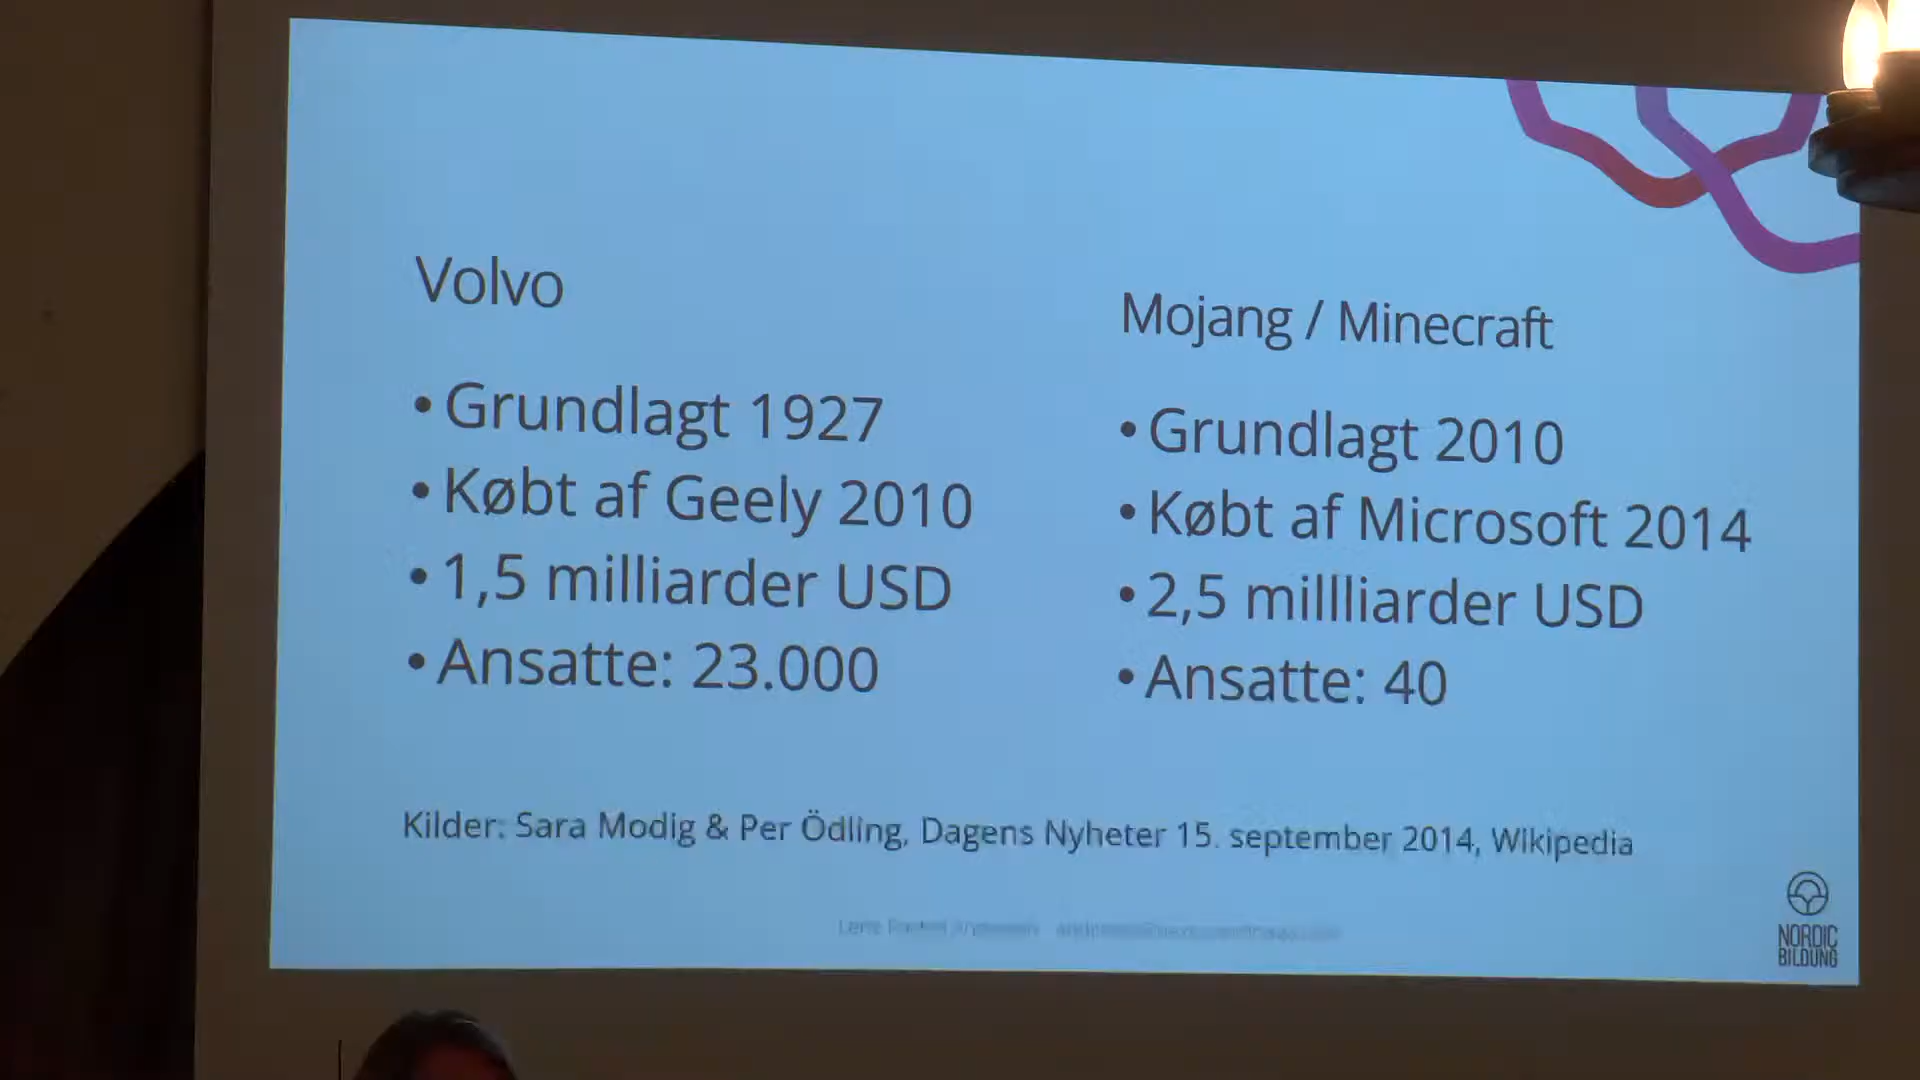 Volvo
• Grundlagt 1927
• Købt af Geely 2010
• 1,5 milliarder USD
• Ansatte: 23.000
Mojang / Minecraft
• Grundlagt 2010
• Købt af Microsoft 2014
• 2,5 millliarder USD
• Ansatte: 40
Kilder: Sara Modig & Per Ödling, Dagens Nyheter 15. september 2014, Wikipedia
NORDIC
BILDUNG